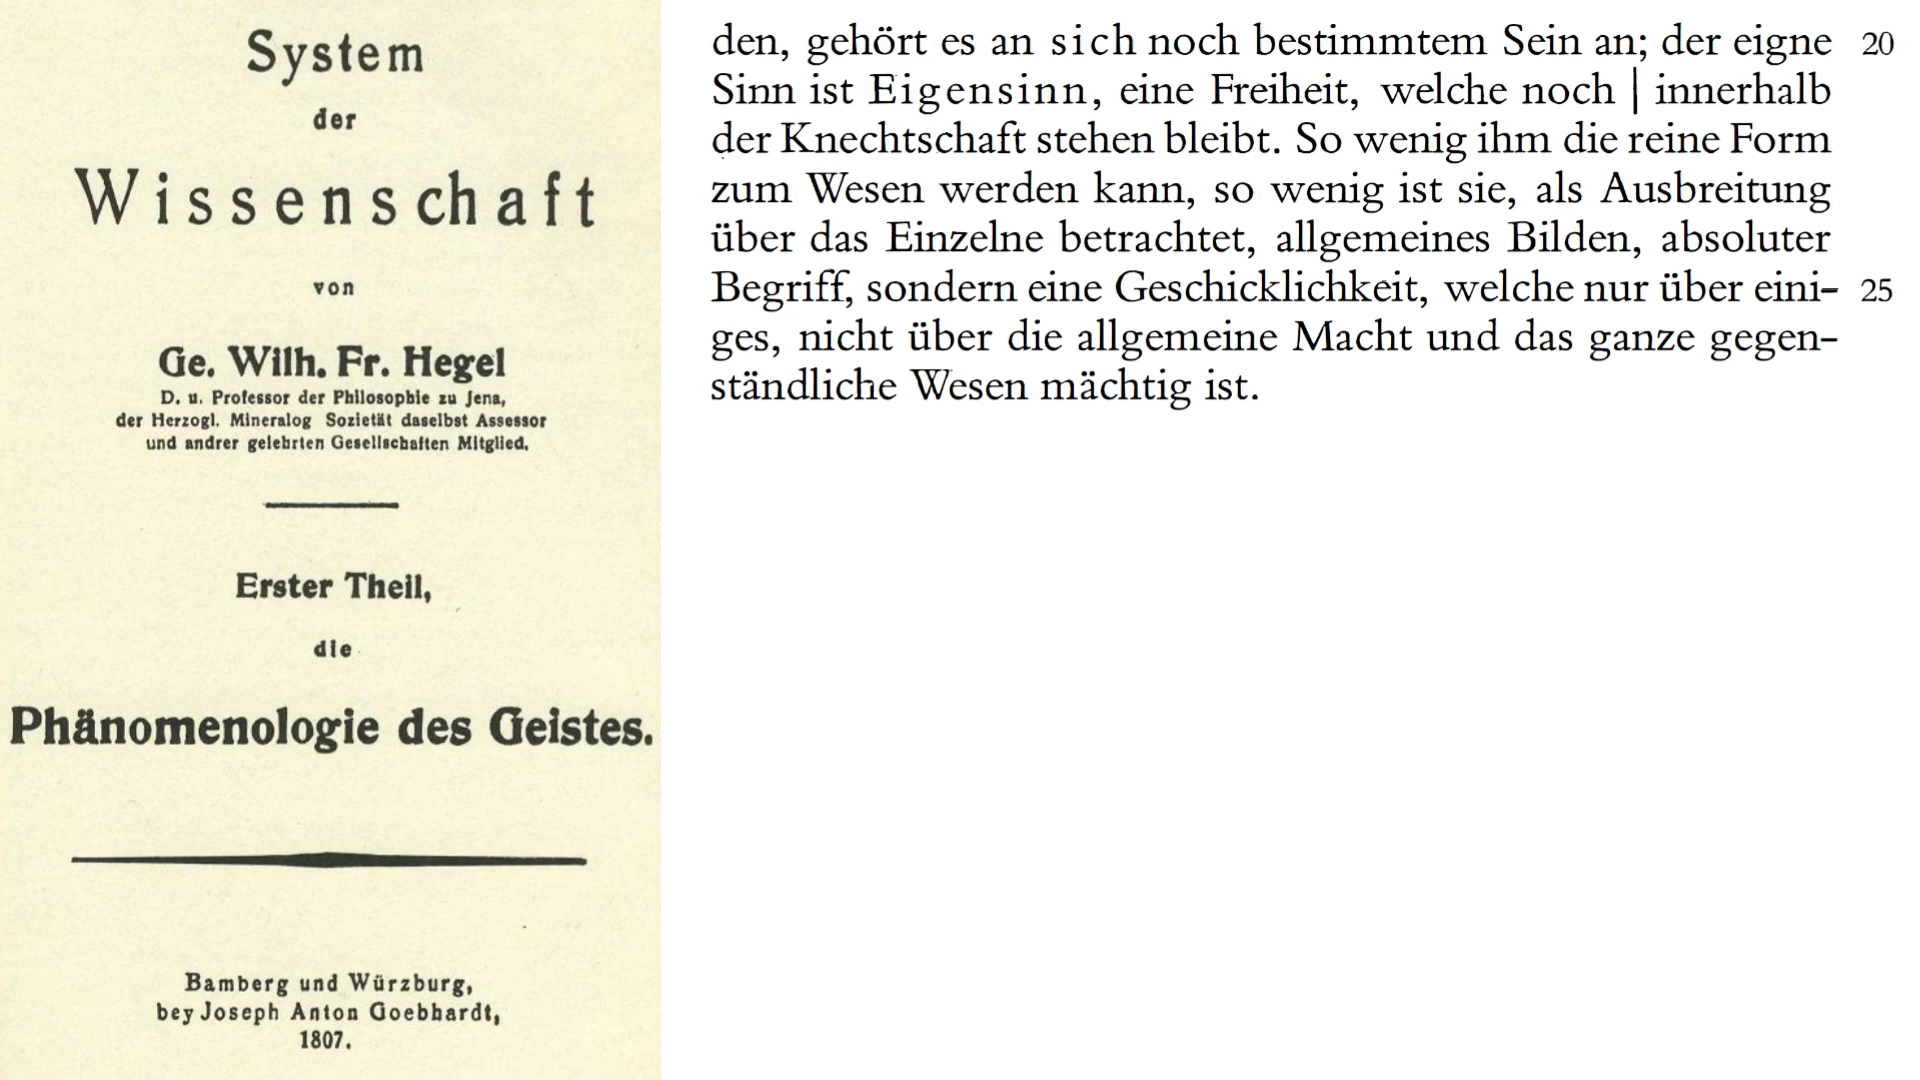 System
der
Wissenschaft
von
Ge. Wilh. Fr. Hegel
D. u. Professor der Philosophie zu Jena,
der Herzogl. Mineralog Sozietät daselbst Assessor
und andrer gelehrten Gesellschaften Mitglied.
Erster Theil,
die
Phänomenologie des Geistes.
Bamberg und Würzburg,
bey Joseph Anton Goebhardt,
1807.
den, gehört es an sich noch bestimmtem Sein an; der eigne 20
Sinn ist Eigensinn, eine Freiheit, welche noch | innerhalb
der Knechtschaft stehen bleibt. So wenig ihm die reine Form
zum Wesen werden kann, so wenig ist sie, als Ausbreitung
über das Einzelne betrachtet, allgemeines Bilden, absoluter
Begriff, sondern eine Geschicklichkeit, welche nur über eini- 25
ges, nicht über die allgemeine Macht und das ganze gegen-
ständliche Wesen mächtig ist.